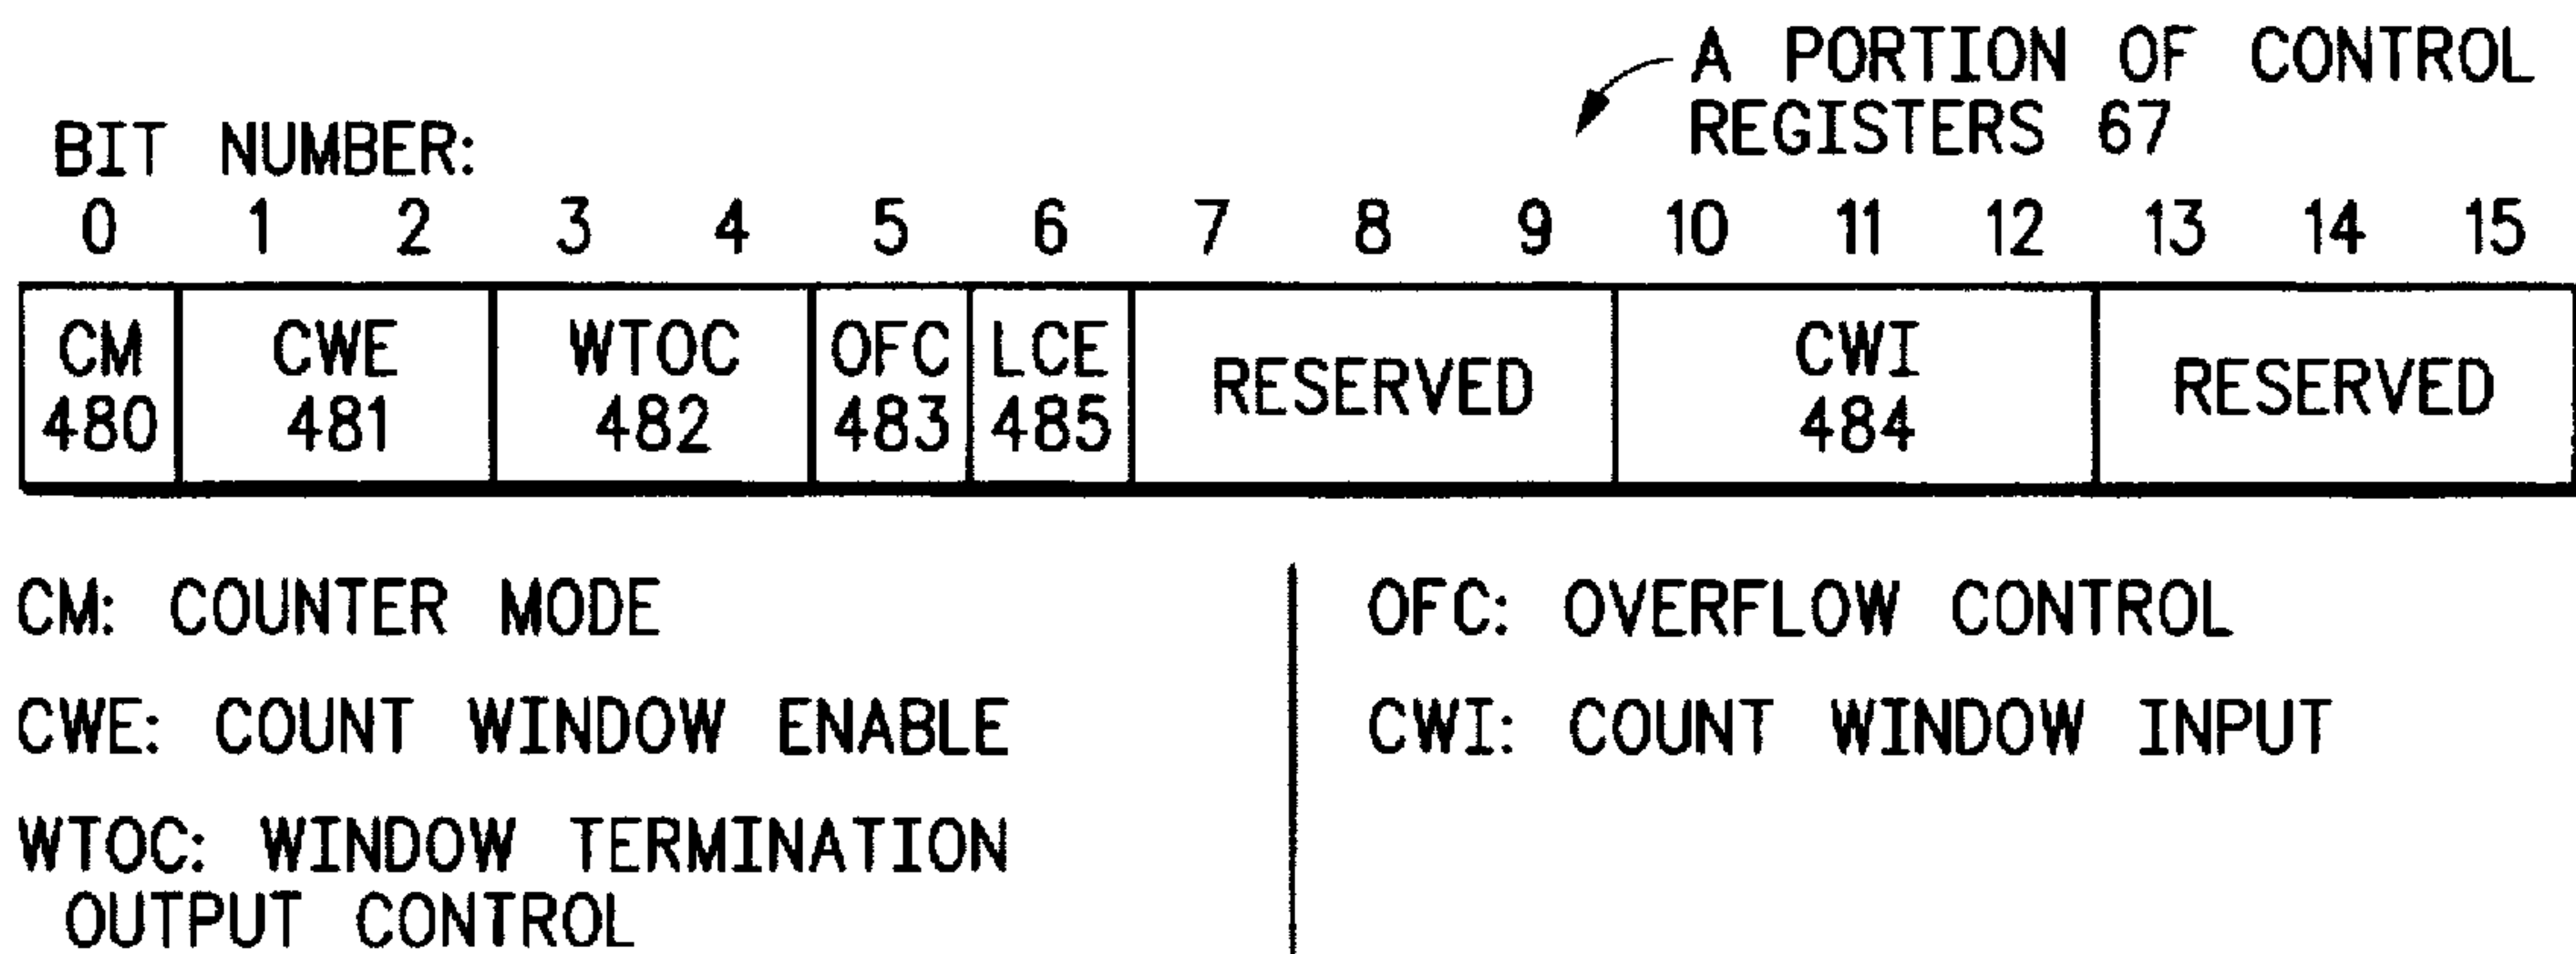 A PORTION OF CONTROL
REGISTERS 67
BIT NUMBER:
0 1 2 3 4 5 6 7 8 9 10 11 12 13 14 15
CM CWE WTOC OFC LCE RESERVED CWI RESERVED
480 481 482 483 485 484
CM: COUNTER MODE
CWE: COUNT WINDOW ENABLE
WTOC: WINDOW TERMINATION
OUTPUT CONTROL
OFC: OVERFLOW CONTROL
CWI: COUNT WINDOW INPUT